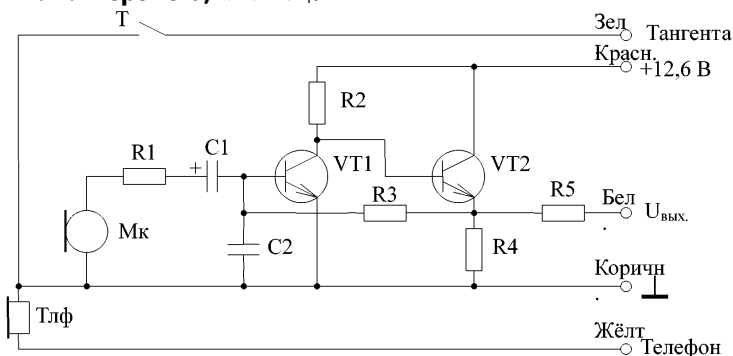 Т
Зел
Тангента
Красн.
+12,6 В
R2
R1
+
C1
VT1
VT2
R3
R5
Бел
.
Uвых.
Мк
C2
R4
Коричн
.
Тлф
Жёлт
Телефон